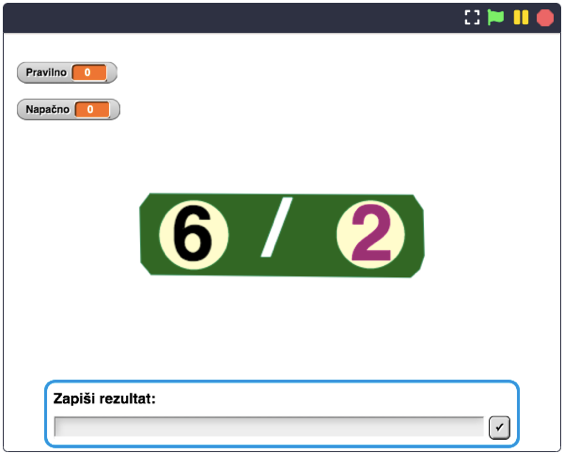 Pravilno 0
Napačno 0
6 / 2
Zapiši rezultat: